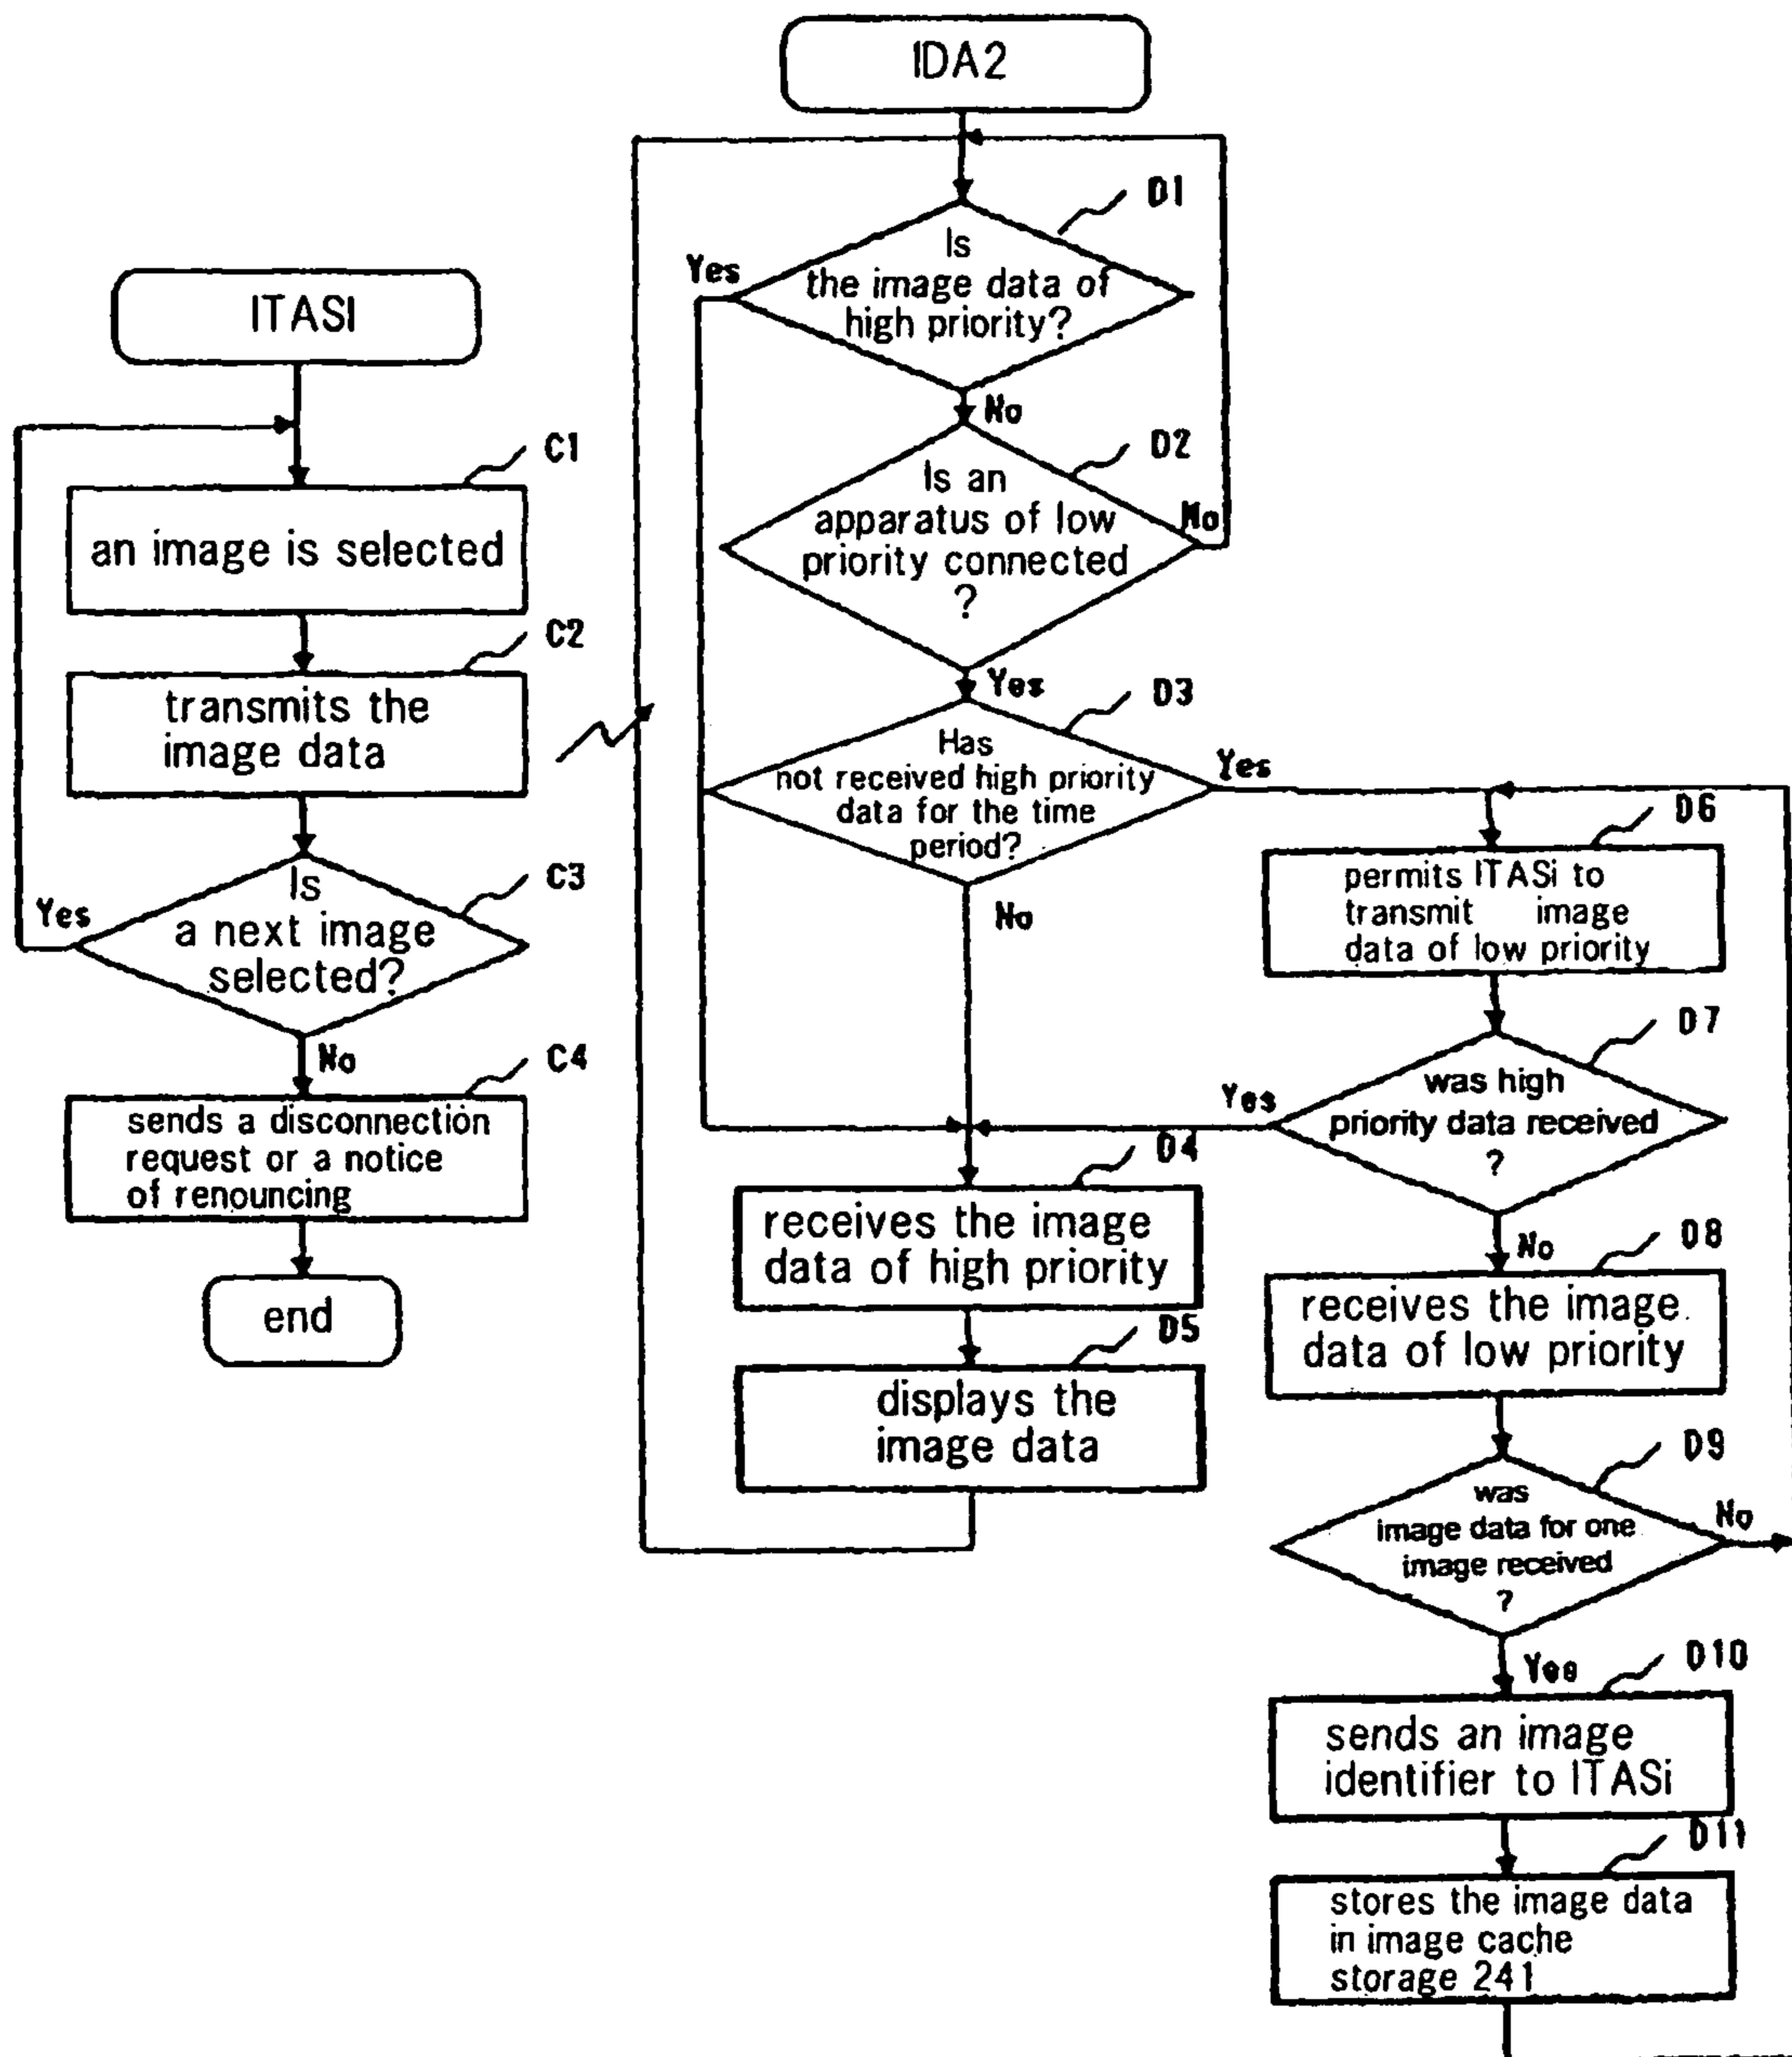 ITASI
C1
an image is selected
C2
transmits the
image data
C3
Is
a next image
selected?
Yes
No
C4
sends a disconnection
request or a notice
of renouncing
end
IDA2
D1
Is
the image data of
high priority?
Yes
No
D2
Is an
apparatus of low
priority connected
?
No
Yes
D3
Has
not received high priority
data for the time
period?
Yes
No
D4
receives the image
data of high priority
D5
displays the
image data
D6
permits ITASi to
transmit image
data of low priority
D7
was high
priority data received
?
Yes
No
D8
receives the image
data of low priority
D9
was
image data for one
image received
?
No
Yes
D10
sends an image
identifier to ITASi
D11
stores the image data
in image cache
storage 241